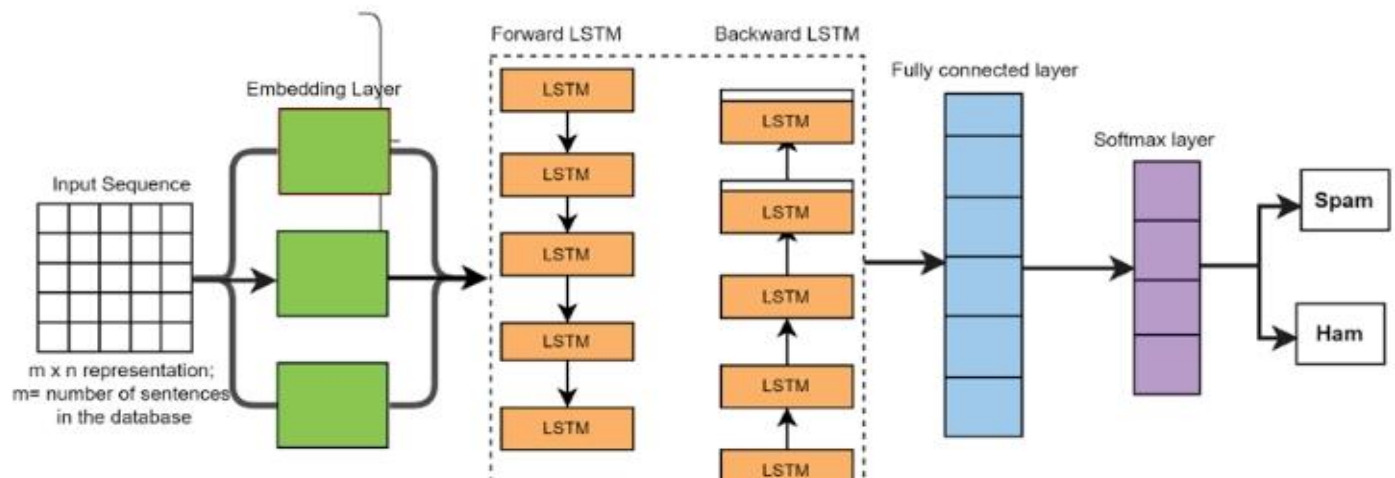 Forward LSTM
Backward LSTM
Embedding Layer
Fully connected layer
Softmax layer
Input Sequence
m x n representation;
m= number of sentences
in the database
LSTM
LSTM
LSTM
LSTM
LSTM
LSTM
LSTM
LSTM
LSTM
LSTM
Spam
Ham